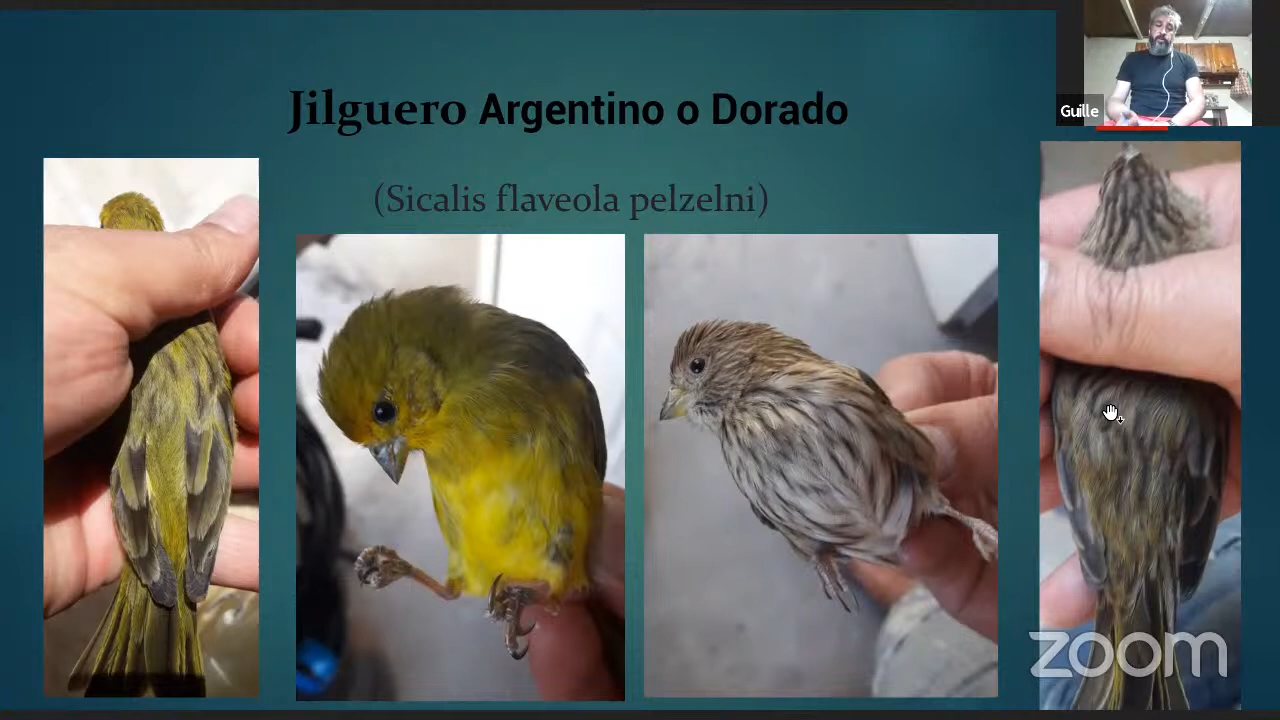 Jilguero Argentino o Dorado
(Sicalis flaveola pelzelni)
Guille
zoom